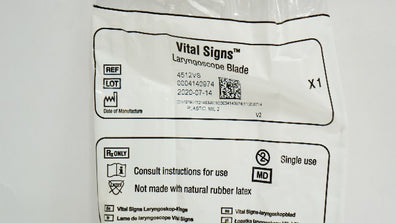 Vital Signs™
Laryngoscope Blade
REF 4512VS
LOT 0004140974
2020-07-14
Date of Manufacture
X1
PLASTIC, MIL 2
V2
Rx ONLY
Single use
Consult instructions for use
MD
Not made with natural rubber latex
Vital Signs Laryngoskop-Klinge
Vital Signs-laryngoskopblad
Lame de laryngoscope Vital Signs